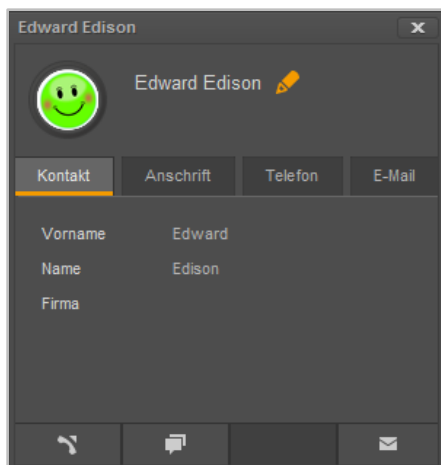 Edward Edison
Edward Edison
Kontakt Anschrift Telefon E-Mail
Vorname Edward
Name Edison
Firma